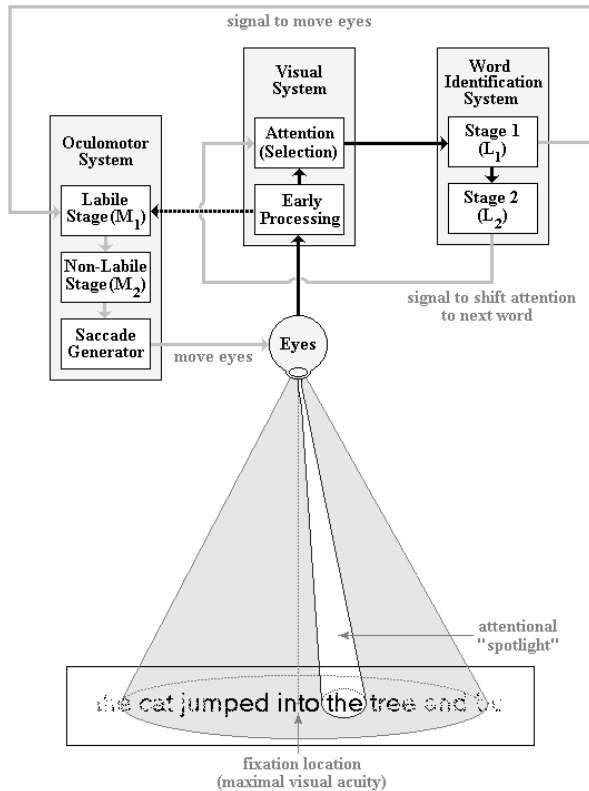 signal to move eyes
Visual
System
Word
Identification
System
Oculomotor
System
Attention
(Selection)
Stage 1
(L1)
Labile
Stage (M1)
Early
Processing
Stage 2
(L2)
Non-Labile
Stage (M2)
signal to shift attention
to next word
Saccade
Generator
move eyes
Eyes
attentional
"spotlight"
the cat jumped into the tree and bu
fixation location
(maximal visual acuity)